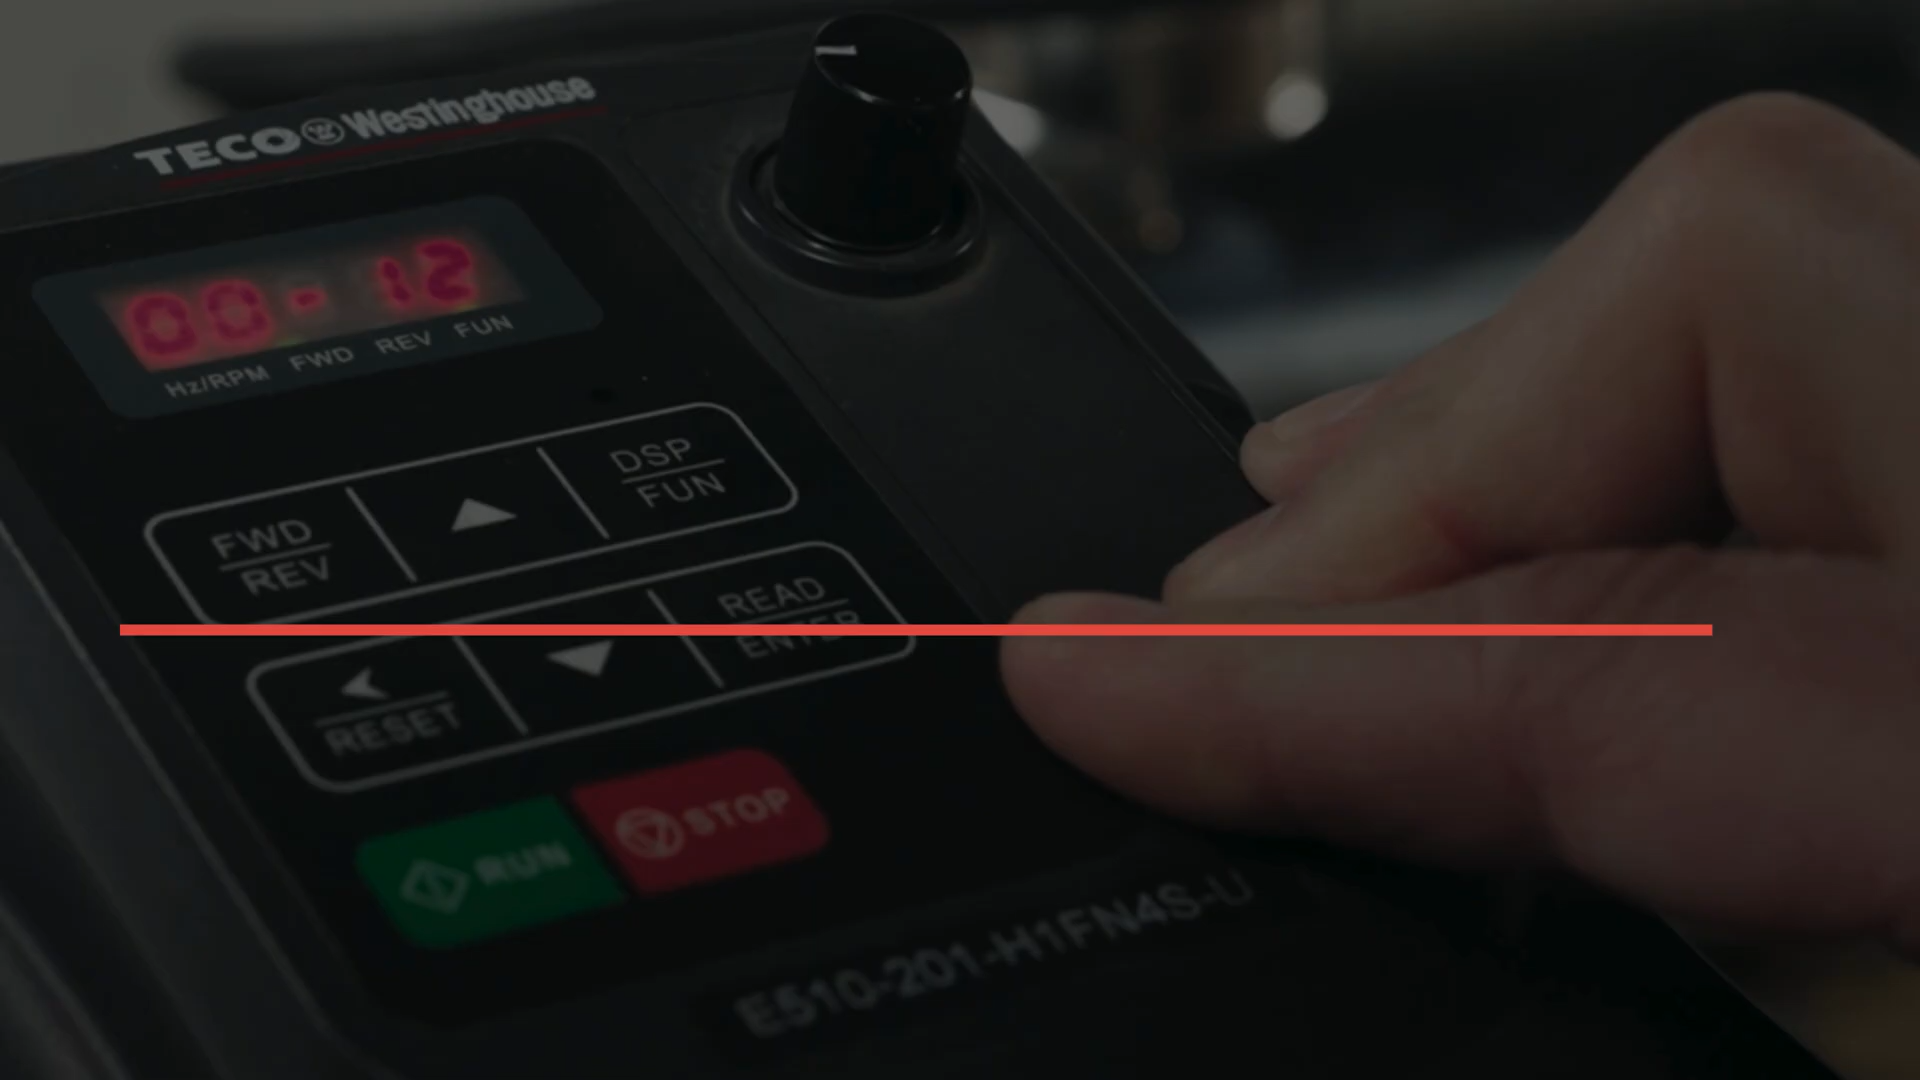 TECO Westinghouse
00-12
Hz/RPM FWD REV FUN
FWD
REV
DSP
FUN
READ
ENTER
RESET
RUN
STOP
E510-201-H1FN4S-U